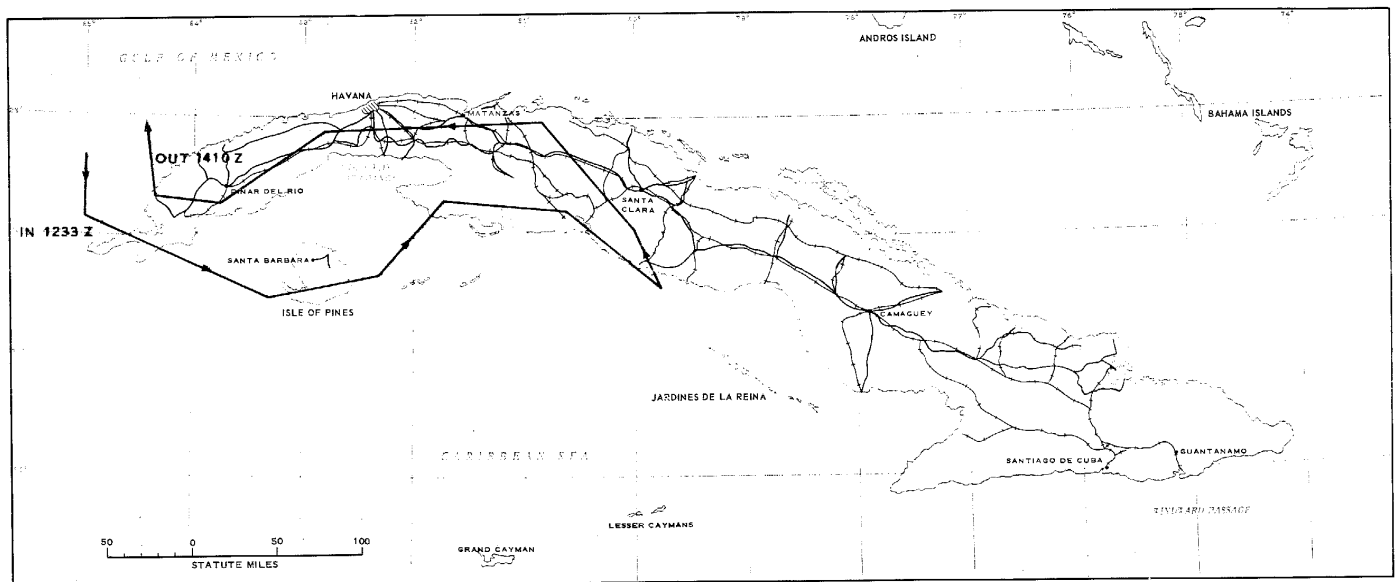 GULF OF MEXICO
ANDROS ISLAND
HAVANA
MATANZAS
BAHAMA ISLANDS
OUT 1410 Z
PINAR DEL RIO
SANTA
CLARA
IN 1233 Z
SANTA BARBARA
ISLE OF PINES
CAMAGUEY
JARDINES DE LA REINA
CARIBBEAN SEA
SANTIAGO DE CUBA
GUANTANAMO
WINDWARD PASSAGE
LESSER CAYMANS
GRAND CAYMAN
50 0 50 100
STATUTE MILES